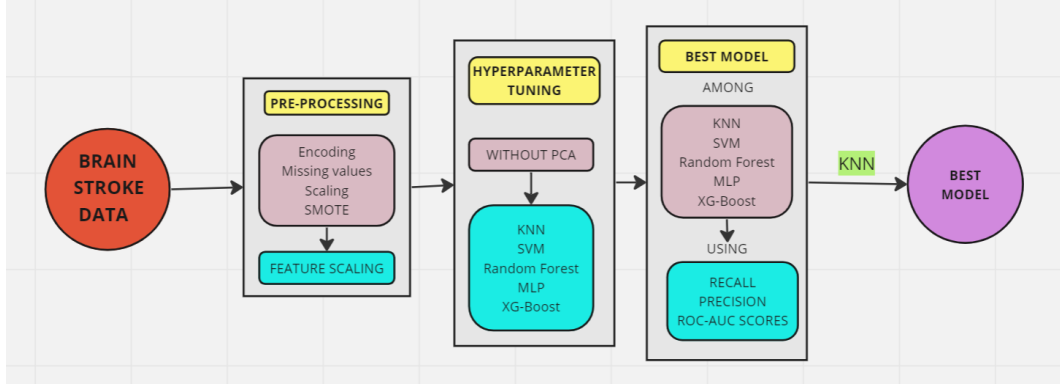 BRAIN
STROKE
DATA
PRE-PROCESSING
Encoding
Missing values
Scaling
SMOTE
FEATURE SCALING
HYPERPARAMETER
TUNING
WITHOUT PCA
KNN
SVM
Random Forest
MLP
XG-Boost
BEST MODEL
AMONG
KNN
SVM
Random Forest
MLP
XG-Boost
USING
RECALL
PRECISION
ROC-AUC SCORES
KNN
BEST
MODEL